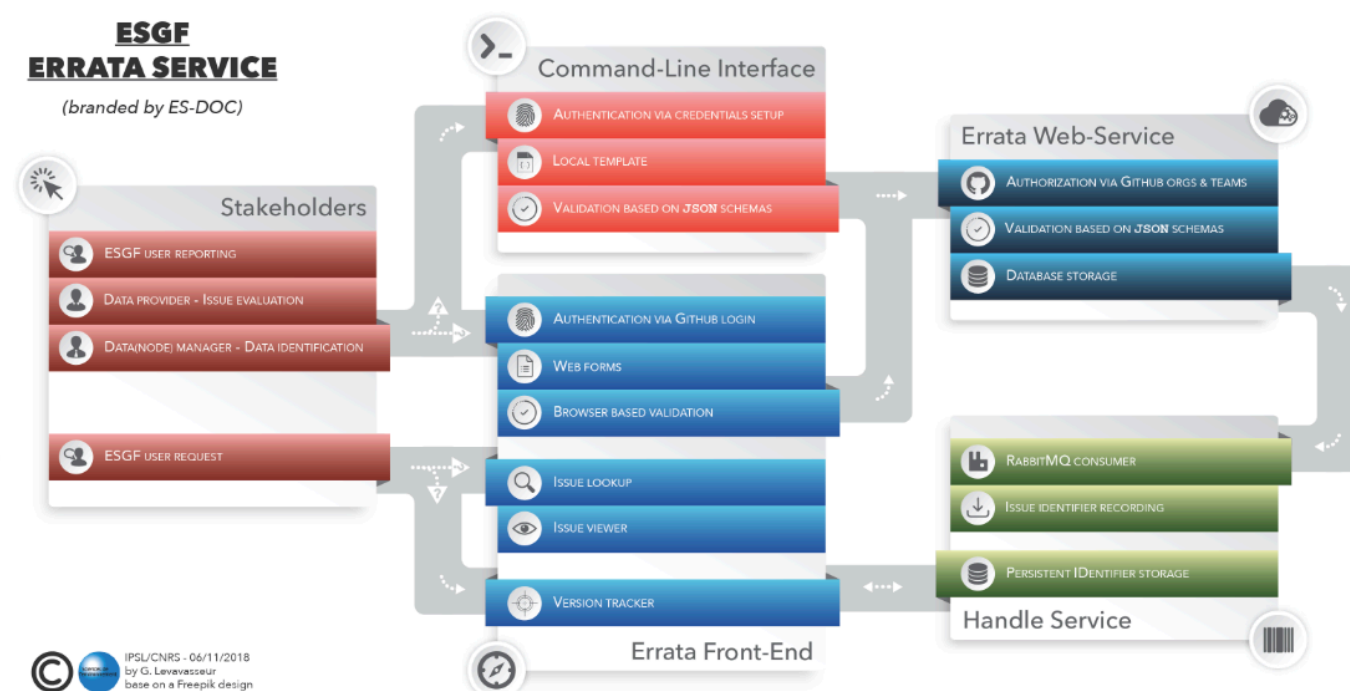 ESGF
ERRATA SERVICE
(branded by ES-DOC)
Stakeholders
ESGF USER REPORTING
DATA PROVIDER - ISSUE EVALUATION
DATA(NODE) MANAGER - DATA IDENTIFICATION
ESGF USER REQUEST
Command-Line Interface
AUTHENTICATION VIA CREDENTIALS SETUP
LOCAL TEMPLATE
VALIDATION BASED ON JSON SCHEMAS
AUTHENTICATION VIA GITHUB LOGIN
WEB FORMS
BROWSER BASED VALIDATION
ISSUE LOOKUP
ISSUE VIEWER
VERSION TRACKER
Errata Front-End
Errata Web-Service
AUTHORIZATION VIA GITHUB ORGS & TEAMS
VALIDATION BASED ON JSON SCHEMAS
DATABASE STORAGE
RABBITMQ CONSUMER
ISSUE IDENTIFIER RECORDING
PERSISTENT IDENTIFIER STORAGE
Handle Service
?
?
©
IPSL/CNRS - 06/11/2018
by G. Levavasseur
base on a Freepik design